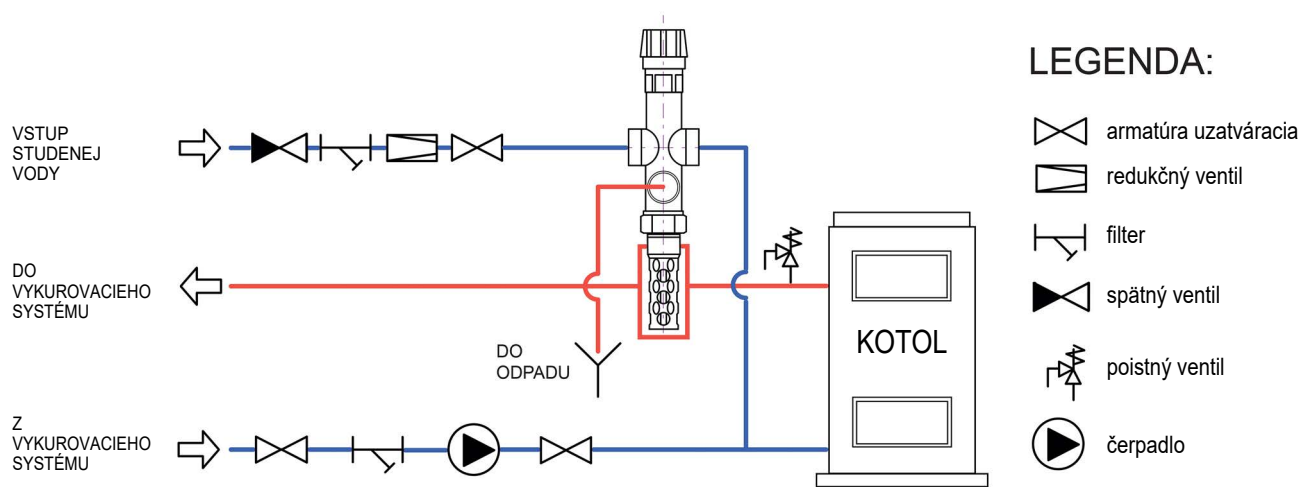 VSTUP
STUDENEJ
VODY
DO
VYKUROVACIEHO
SYSTÉMU
DO
ODPADU
Z
VYKUROVACIEHO
SYSTÉMU
KOTOL
LEGENDA:
armatúra uzatváracia
redukčný ventil
filter
spätný ventil
poistný ventil
čerpadlo